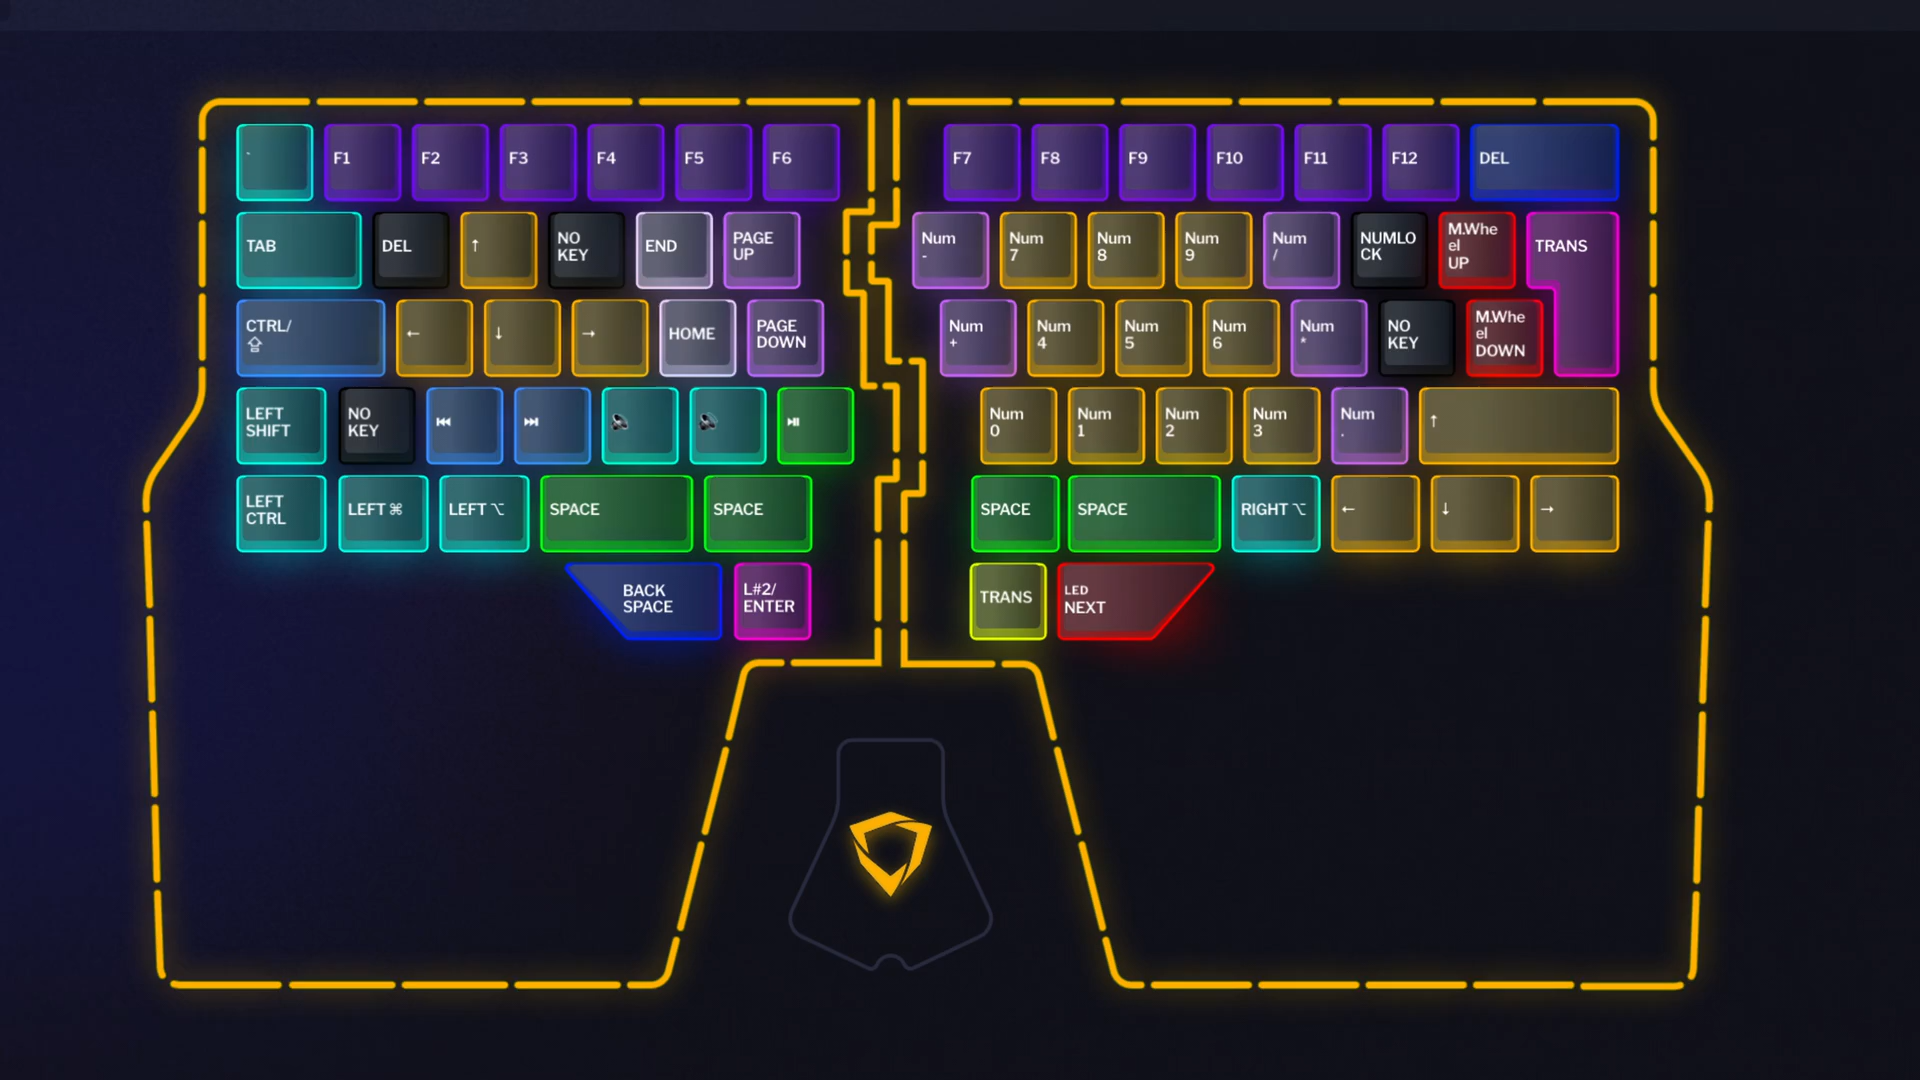 ` F1 F2 F3 F4 F5 F6 F7 F8 F9 F10 F11 F12 DEL
TAB DEL ↑ NO KEY END PAGE UP Num - Num 7 Num 8 Num 9 Num / NUMLO CK M.Whe el UP TRANS
CTRL/ ⇪ ← ↓ → HOME PAGE DOWN Num + Num 4 Num 5 Num 6 Num * NO KEY M.Whe el DOWN
LEFT SHIFT NO KEY ⏮ ⏭ 🔉 🔊 ⏯ Num 0 Num 1 Num 2 Num 3 Num . ↑
LEFT CTRL LEFT ⌘ LEFT ⌥ SPACE SPACE SPACE SPACE RIGHT ⌥ ← ↓ →
BACK SPACE L#2/ ENTER TRANS LED NEXT